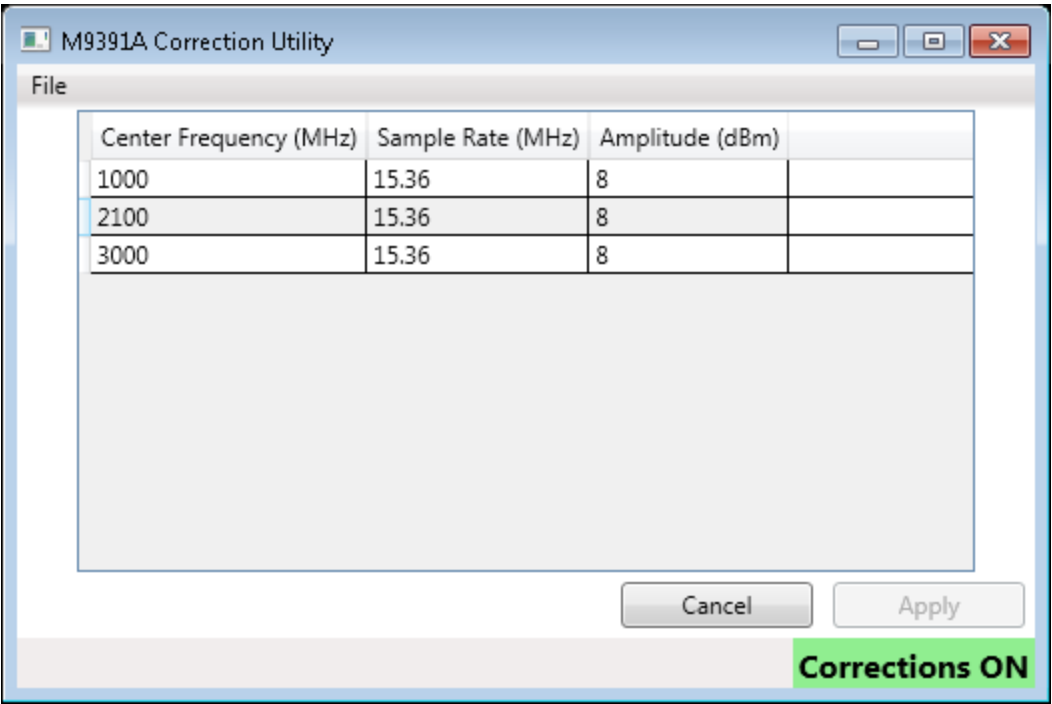 M9391A Correction Utility
File
Center Frequency (MHz) Sample Rate (MHz) Amplitude (dBm)
1000 15.36 8
2100 15.36 8
3000 15.36 8
Cancel Apply
Corrections ON